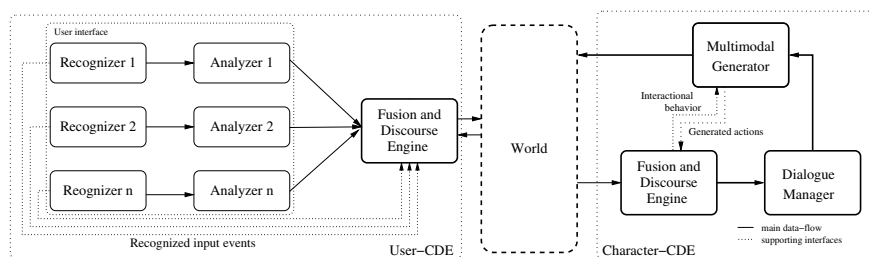 User interface
Recognizer 1
Analyzer 1
Recognizer 2
Analyzer 2
Reognizer n
Analyzer n
Fusion and
Discourse
Engine
Recognized input events
User−CDE
World
Multimodal
Generator
Interactional
behavior
Generated actions
Fusion and
Discourse
Engine
Dialogue
Manager
main data−flow
supporting interfaces
Character−CDE